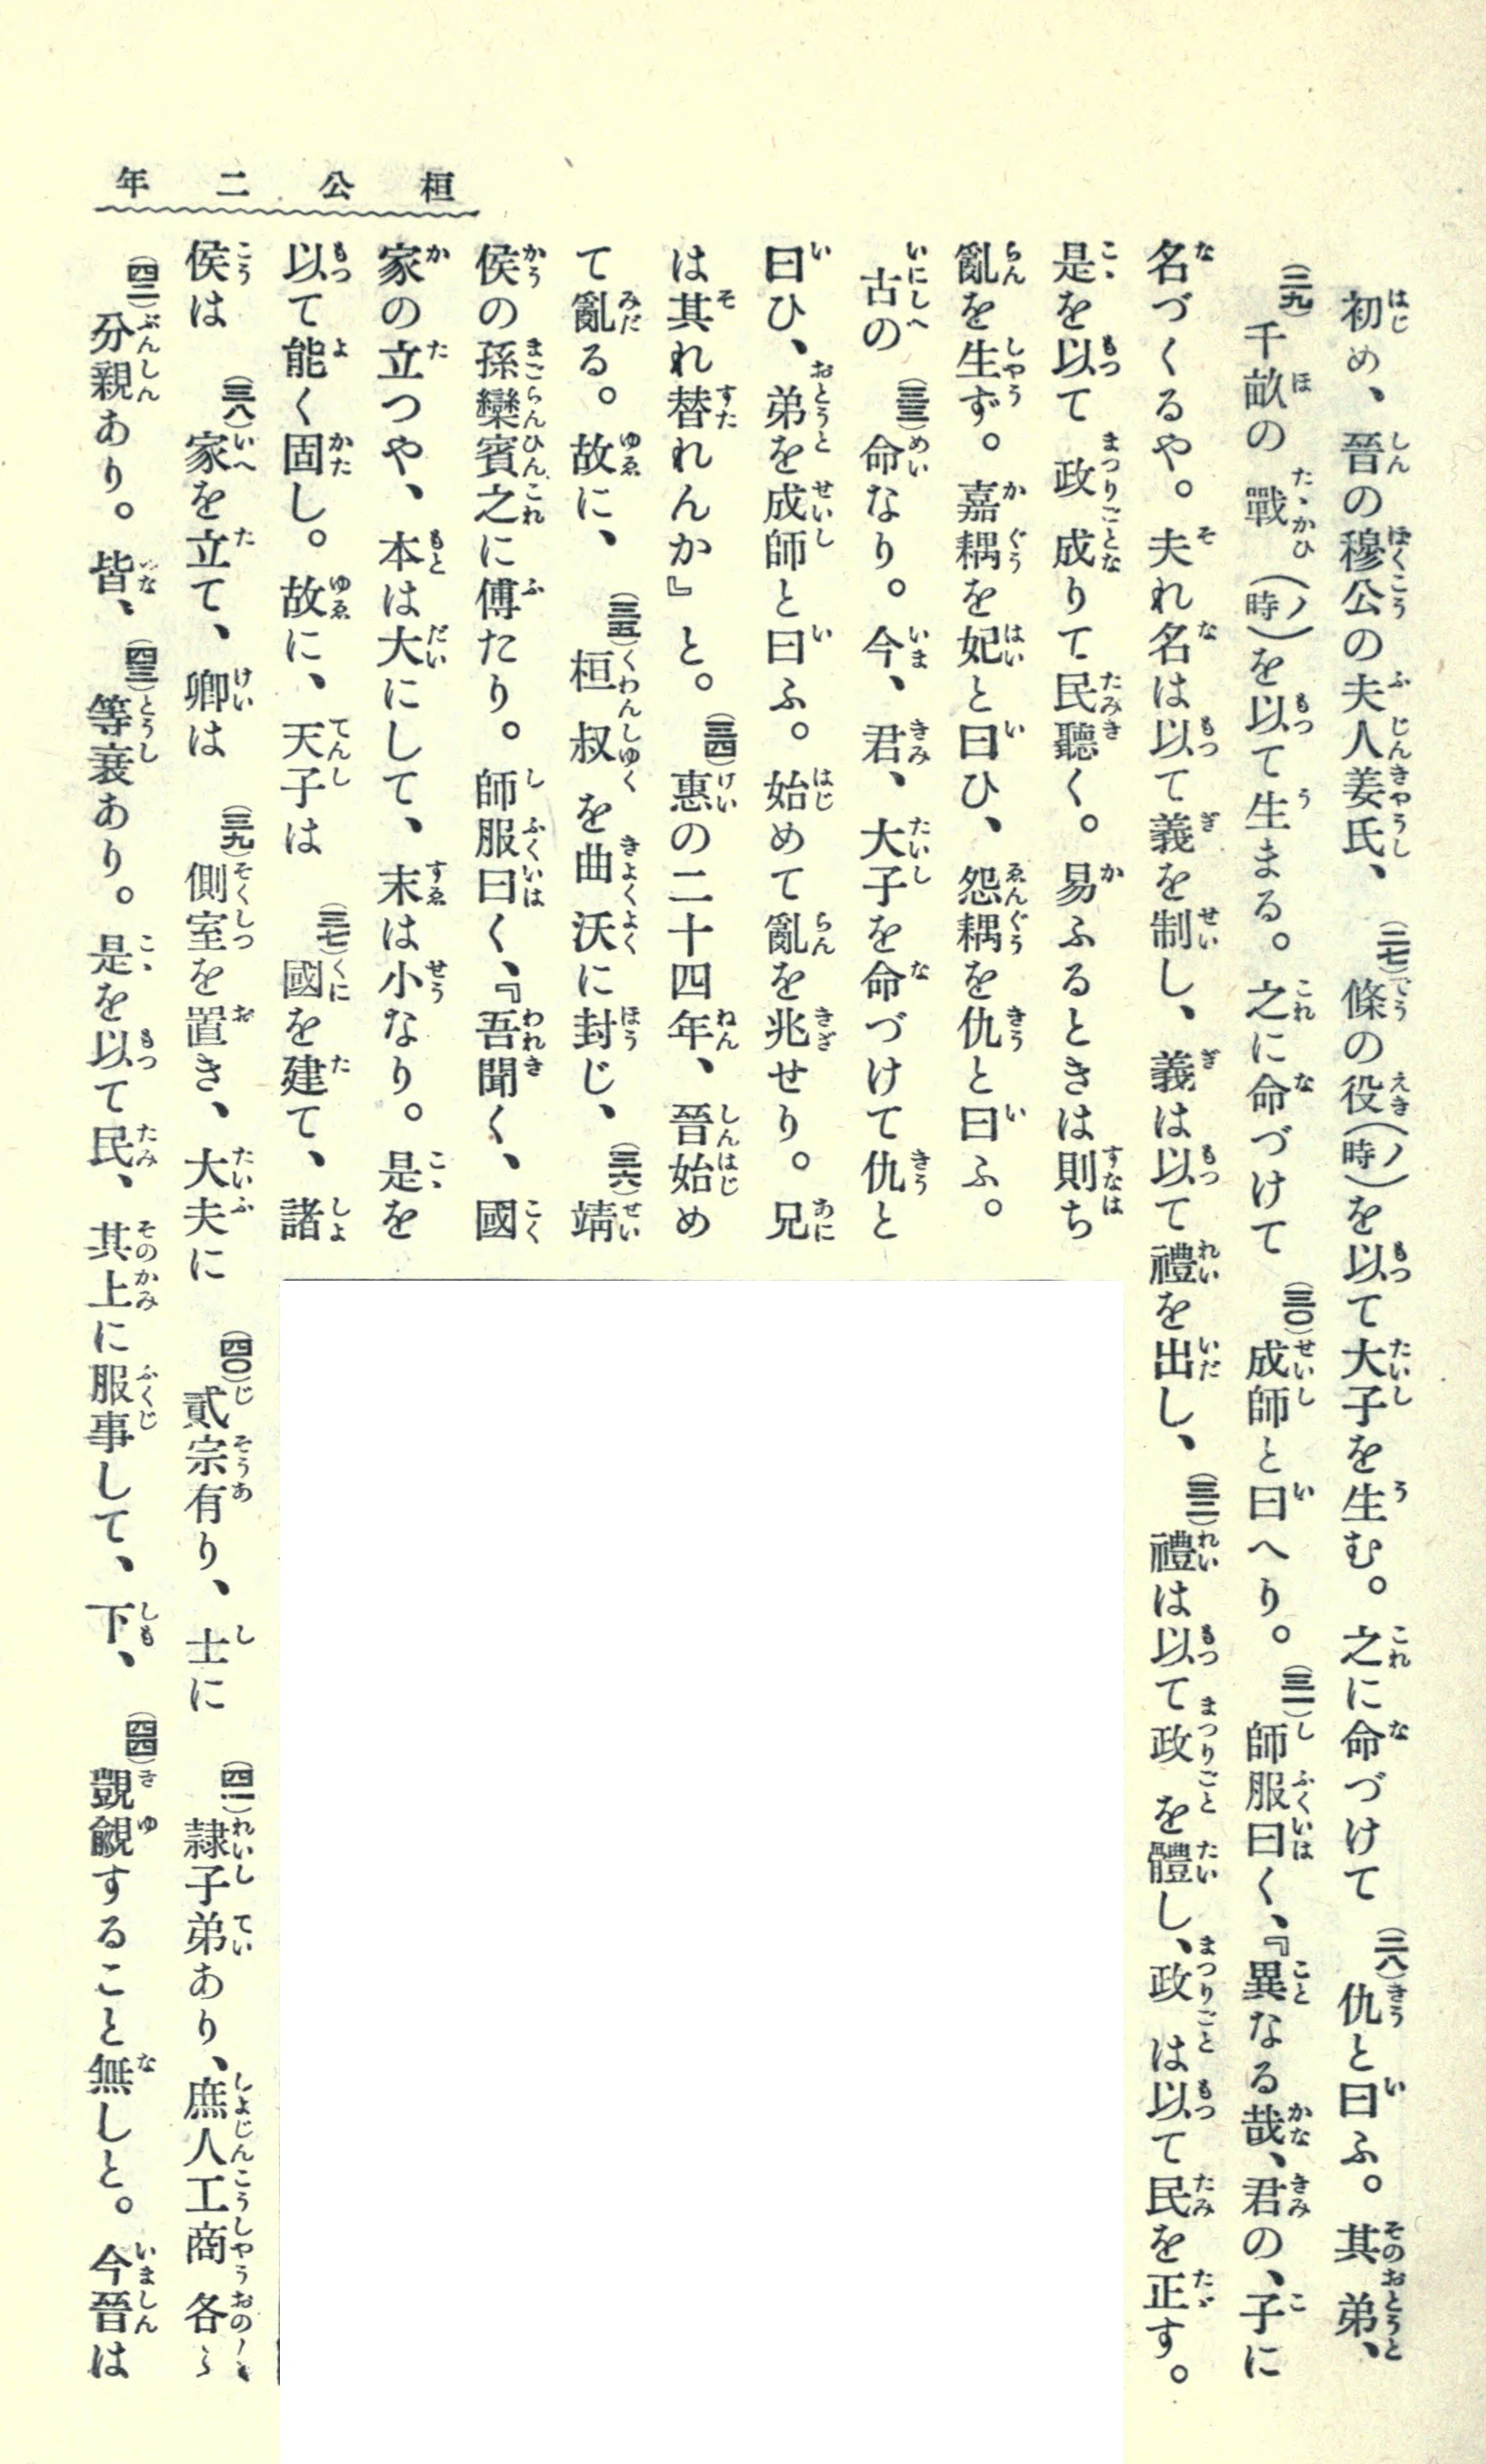 桓公二年
初め、晉の穆公の夫人姜氏、(二七)條の役(ノ時)を以て大子を生む。之に命づけて(二八)仇と曰ふ。其弟、
(二九)千畝の戰(ノ時)を以て生まる。之に命づけて(三〇)成師と曰へり。(三一)師服曰く、『異なる哉、君の、子に
名づくるや。夫れ名は以て義を制し、義は以て禮を出し、(三二)禮は以て政を體し、政は以て民を正す。
是を以て政成りて民聽く。易ふるときは則ち
亂を生ず。嘉耦を妃と曰ひ、怨耦を仇と曰ふ。
古の(三三)命なり。今、君、大子を命づけて仇と
曰ひ、弟を成師と曰ふ。始めて亂を兆せり。兄
は其れ替れんか』と。(三四)惠の二十四年、晉始め
て亂る。故に、(三五)桓叔を曲沃に封じ、(三六)靖
侯の孫欒賓之に傅たり。師服曰く、『吾聞く、國
家の立つや、本は大にして、末は小なり。是を
以て能く固し。故に、天子は(三七)國を建て、諸
侯は(三八)家を立て、卿は(三九)側室を置き、大夫に(四〇)貳宗有り、士に(四一)隸子弟あり、庶人工商各〻
(四二)分親あり。皆、(四三)等衰あり。是を以て民、其上に服事して、下、(四四)覬覦すること無しと。今晉は